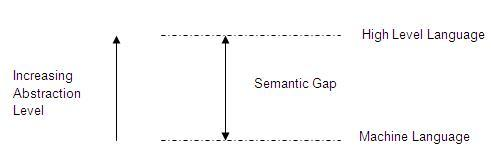 High Level Language
Increasing
Abstraction
Level
Semantic Gap
Machine Language